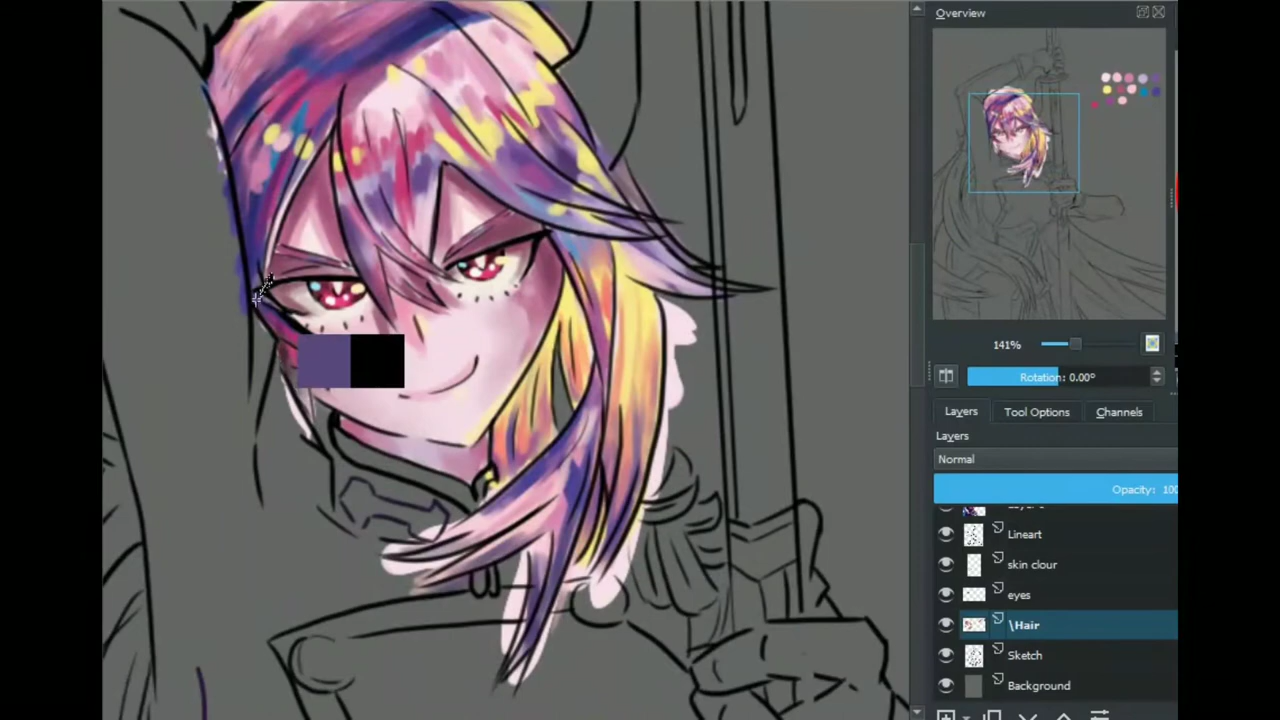 Overview
141%
Rotation: 0.00°
Layers Tool Options Channels
Layers
Normal
Opacity: 100
Lineart
skin clour
eyes
\Hair
Sketch
Background